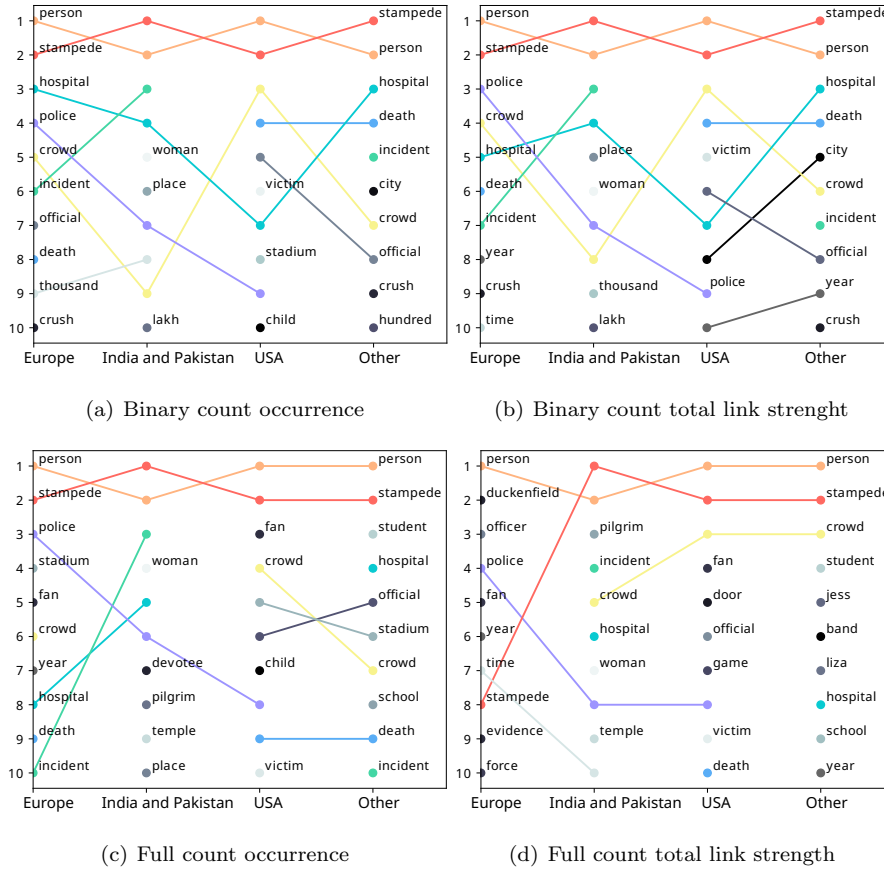 1 person stampede 1 person stampede
2 stampede person 2 stampede person
3 hospital hospital 3 police hospital
4 police death 4 crowd death
5 crowd woman incident 5 hospital place victim city
6 incident place victim city 6 death woman crowd
7 official crowd 7 incident incident
8 death stadium official 8 year official
9 thousand crush 9 crush thousand police year
10 crush lakh child hundred 10 time lakh crush
Europe India and Pakistan USA Other Europe India and Pakistan USA Other
(a) Binary count occurrence (b) Binary count total link strenght
1 person person 1 person person
2 stampede stampede 2 duckenfield stampede
3 police fan student 3 officer pilgrim crowd
4 stadium woman crowd hospital 4 police incident fan student
5 fan official 5 fan crowd door jess
6 crowd stadium 6 year hospital official band
7 year devotee child crowd 7 time woman game liza
8 hospital pilgrim school 8 stampede hospital
9 death temple death 9 evidence temple victim school
10 incident place victim incident 10 force death year
Europe India and Pakistan USA Other Europe India and Pakistan USA Other
(c) Full count occurrence (d) Full count total link strength